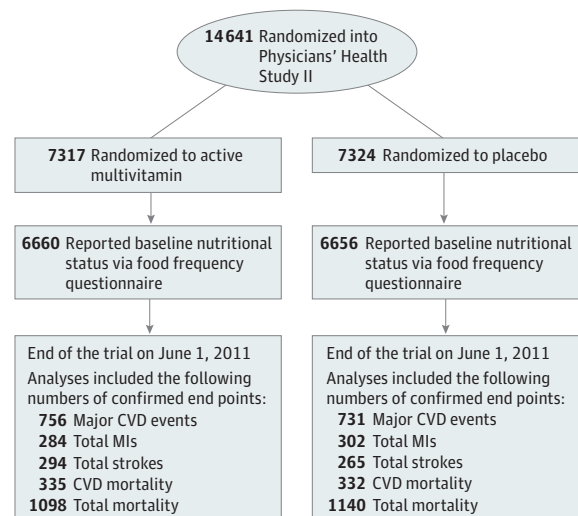 14 641 Randomized into
Physicians' Health
Study II
7317 Randomized to active
multivitamin
7324 Randomized to placebo
6660 Reported baseline nutritional
status via food frequency
questionnaire
6656 Reported baseline nutritional
status via food frequency
questionnaire
End of the trial on June 1, 2011
Analyses included the following
numbers of confirmed end points:
756 Major CVD events
284 Total MIs
294 Total strokes
335 CVD mortality
1098 Total mortality
End of the trial on June 1, 2011
Analyses included the following
numbers of confirmed end points:
731 Major CVD events
302 Total MIs
265 Total strokes
332 CVD mortality
1140 Total mortality